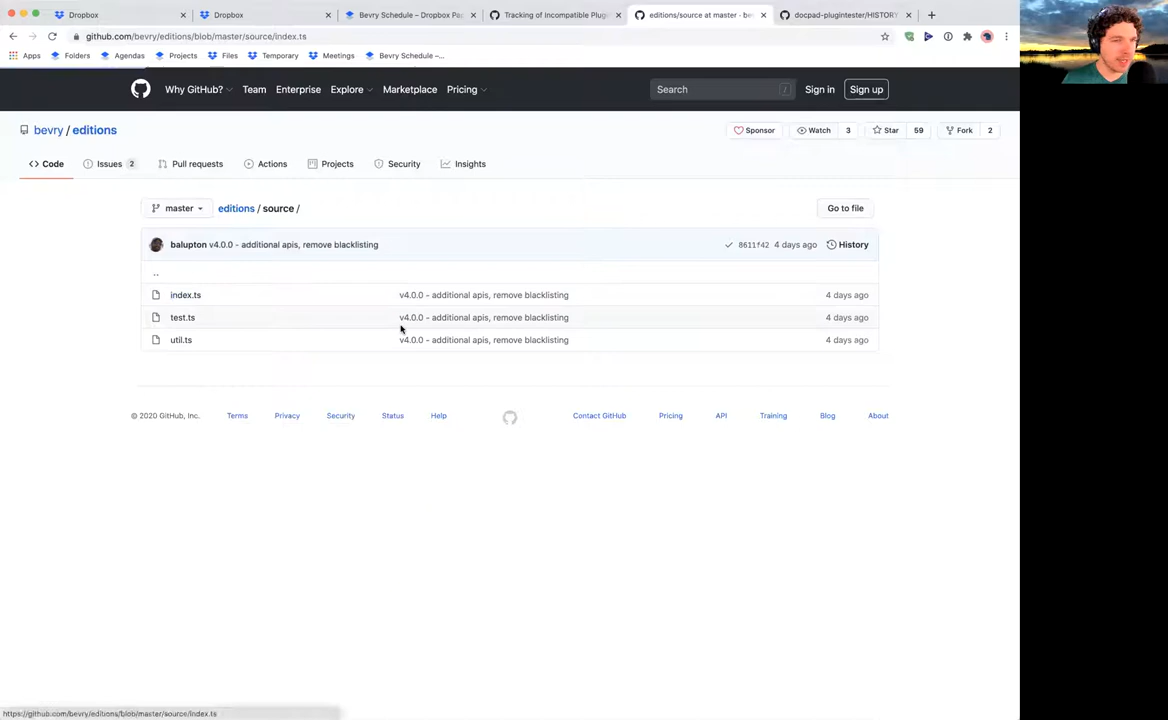 Dropbox
Dropbox
Bevry Schedule – Dropbox Pa
Tracking of Incompatible Plug
editions/source at master · be
docpad-plugintester/HISTORY
github.com/bevry/editions/blob/master/source/index.ts
Apps Folders Agendas Projects Files Temporary Meetings Bevry Schedule –...
Why GitHub? Team Enterprise Explore Marketplace Pricing Search / Sign in Sign up
bevry / editions Sponsor Watch 3 Star 59 Fork 2
<> Code Issues 2 Pull requests Actions Projects Security Insights
master editions / source / Go to file
balupton v4.0.0 - additional apis, remove blacklisting 8611f42 4 days ago History
..
index.ts v4.0.0 - additional apis, remove blacklisting 4 days ago
test.ts v4.0.0 - additional apis, remove blacklisting 4 days ago
util.ts v4.0.0 - additional apis, remove blacklisting 4 days ago
© 2020 GitHub, Inc. Terms Privacy Security Status Help Contact GitHub Pricing API Training Blog About
https://github.com/bevry/editions/blob/master/source/index.ts